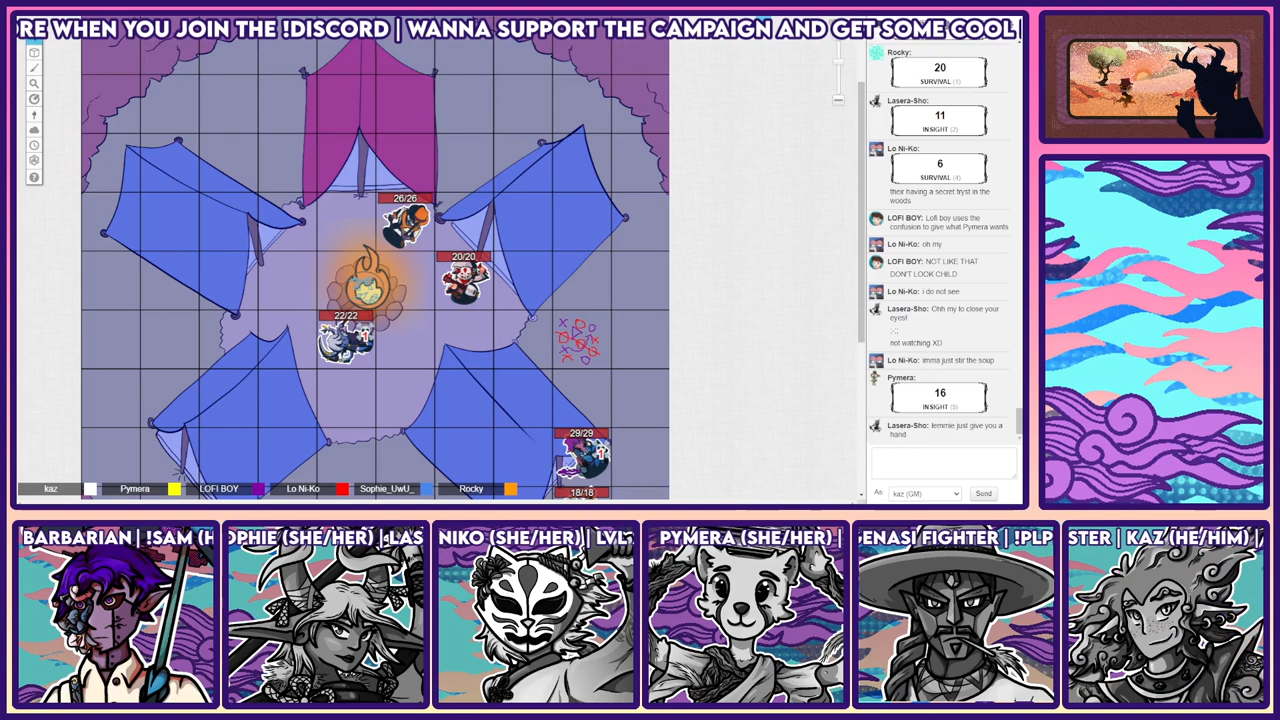 RE WHEN YOU JOIN THE !DISCORD | WANNA SUPPORT THE CAMPAIGN AND GET SOME COOL
26/26
20/20
22/22
29/29
18/18
kaz
Pymera
LOFI BOY
Lo Ni-Ko
Sophie_UwU_
Rocky
Rocky:
20
SURVIVAL (1)
Lasera-Sho:
11
INSIGHT (2)
Lo Ni-Ko:
6
SURVIVAL (4)
their having a secret tryst in the
woods
LOFI BOY: Lofi boy uses the
confusion to give what Pymera wants
Lo Ni-Ko: oh my
LOFI BOY: NOT LIKE THAT
DON'T LOOK CHILD
Lo Ni-Ko: i do not see
Lasera-Sho: Ohh my to close your
eyes!
not watching XD
Lo Ni-Ko: imma just stir the soup
Pymera:
16
INSIGHT (5)
Lasera-Sho: lemmie just give you a
hand
As:
kaz (GM)
Send
BARBARIAN | !SAM (H
OPHIE (SHE/HER) | LAS
NIKO (SHE/HER) | LVL
PYMERA (SHE/HER) |
GENASI FIGHTER | !PLP
STER | KAZ (HE/HIM) |